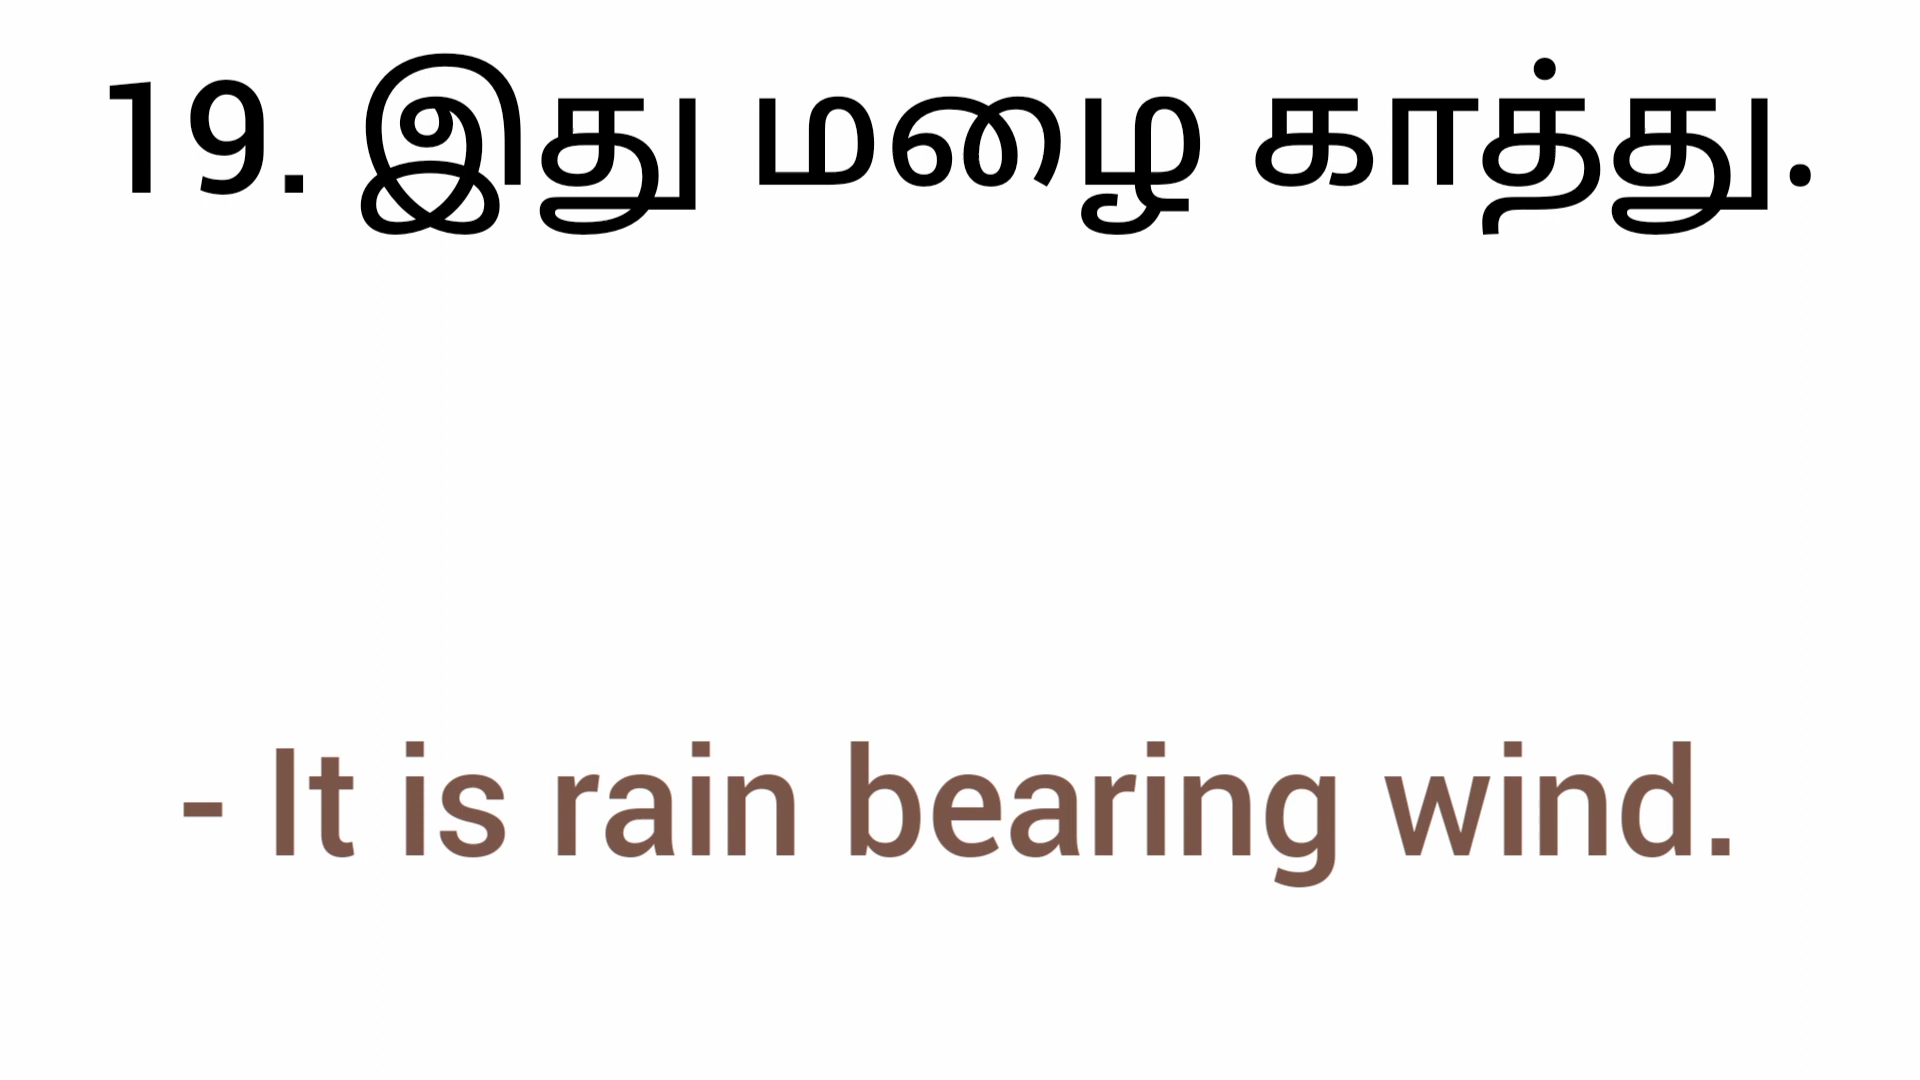 19. இது மழை காத்து.
- It is rain bearing wind.